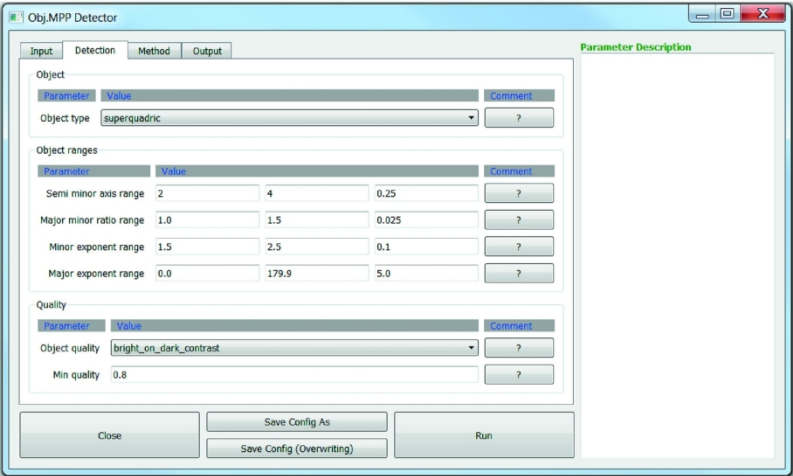 Obj.MPP Detector
Input Detection Method Output
Parameter Description
Object
Parameter Value Comment
Object type superquadric ?
Object ranges
Parameter Value Comment
Semi minor axis range 2 4 0.25 ?
Major minor ratio range 1.0 1.5 0.025 ?
Minor exponent range 1.5 2.5 0.1 ?
Major exponent range 0.0 179.9 5.0 ?
Quality
Parameter Value Comment
Object quality bright_on_dark_contrast ?
Min quality 0.8 ?
Close Save Config As Run
Save Config (Overwriting)